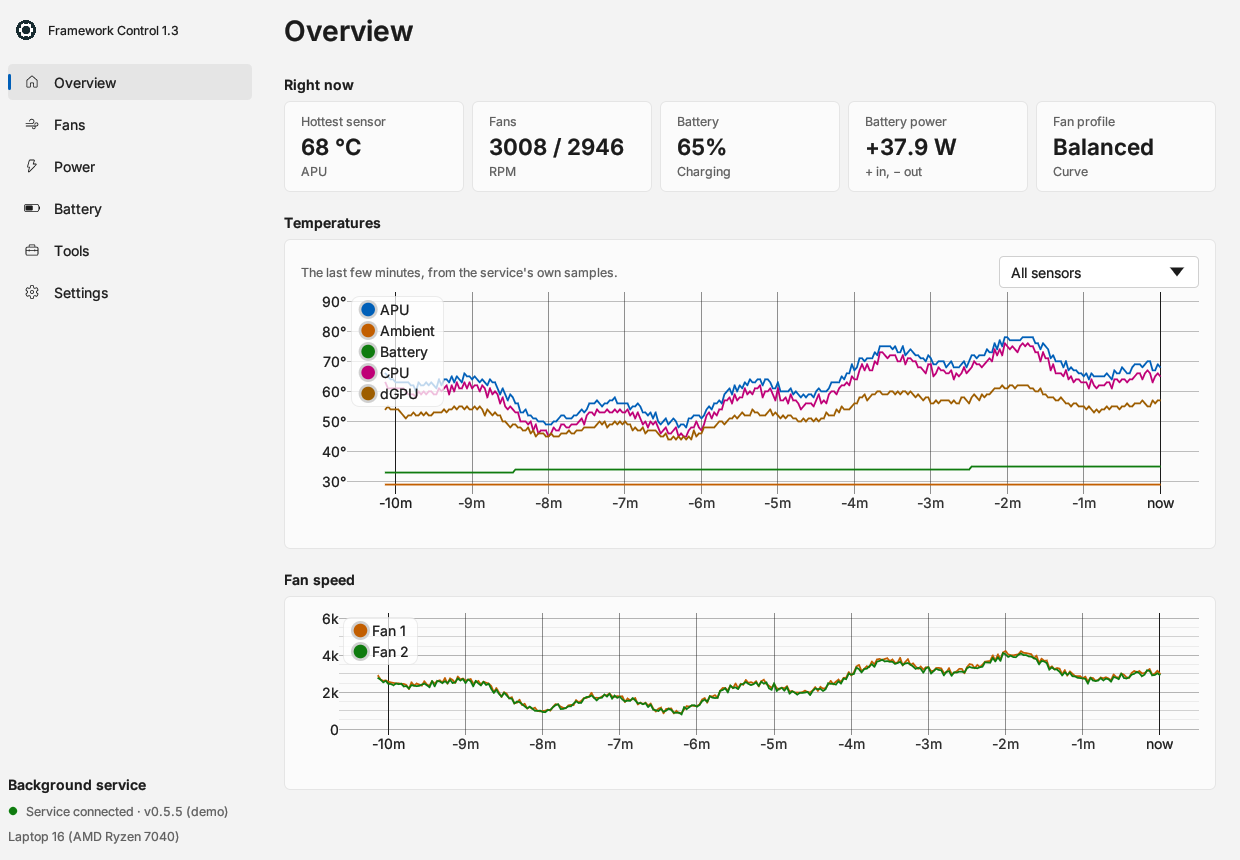 Framework Control 1.3
Overview
Fans
Power
Battery
Tools
Settings
Background service
Service connected · v0.5.5 (demo)
Laptop 16 (AMD Ryzen 7040)
Overview
Right now
Hottest sensor
68 °C
APU
Fans
3008 / 2946
RPM
Battery
65%
Charging
Battery power
+37.9 W
+ in, − out
Fan profile
Balanced
Curve
Temperatures
The last few minutes, from the service's own samples.
All sensors
90°
80°
70°
60°
50°
40°
30°
APU
Ambient
Battery
CPU
dGPU
-10m -9m -8m -7m -6m -5m -4m -3m -2m -1m now
Fan speed
6k
4k
2k
0
Fan 1
Fan 2
-10m -9m -8m -7m -6m -5m -4m -3m -2m -1m now